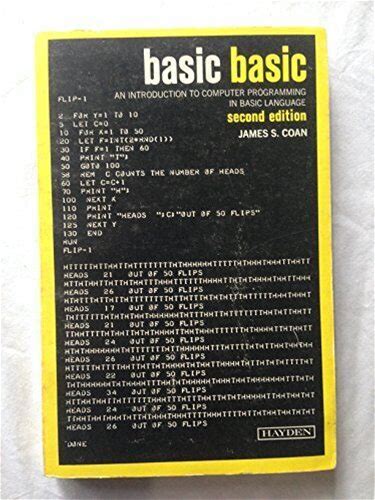 basic basic
AN INTRODUCTION TO COMPUTER PROGRAMMING
IN BASIC LANGUAGE
second edition
JAMES S. COAN
FLIP-1
2 FOR Y=1 TO 10
5 LET C=0
10 FOR X=1 TO 50
20 LET F=INT(2*RND(1))
30 IF F=1 THEN 60
40 PRINT "T";
50 GOTO 100
58 REM C COUNTS THE NUMBER OF HEADS
60 LET C=C+1
70 PRINT "H";
100 NEXT X
110 PRINT
120 PRINT "HEADS ";C;"OUT OF 50 FLIPS"
125 NEXT Y
130 END
RUN
FLIP-1
HEADS 21 OUT OF 50 FLIPS
HEADS 26 OUT OF 50 FLIPS
HEADS 17 OUT OF 50 FLIPS
HEADS 21 OUT OF 50 FLIPS
HEADS 24 OUT OF 50 FLIPS
HEADS 26 OUT OF 50 FLIPS
HEADS 22 OUT OF 50 FLIPS
HEADS 34 OUT OF 50 FLIPS
HEADS 24 OUT OF 50 FLIPS
HEADS 26 OUT OF 50 FLIPS
DONE
HAYDEN